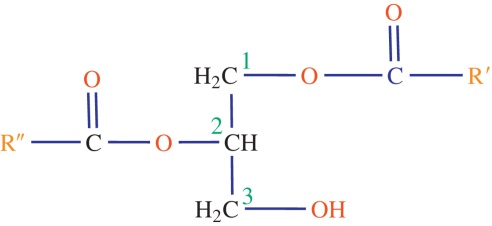 O
H₂C 1 O C R′
O
R″ C O 2 CH
H₂C 3 OH